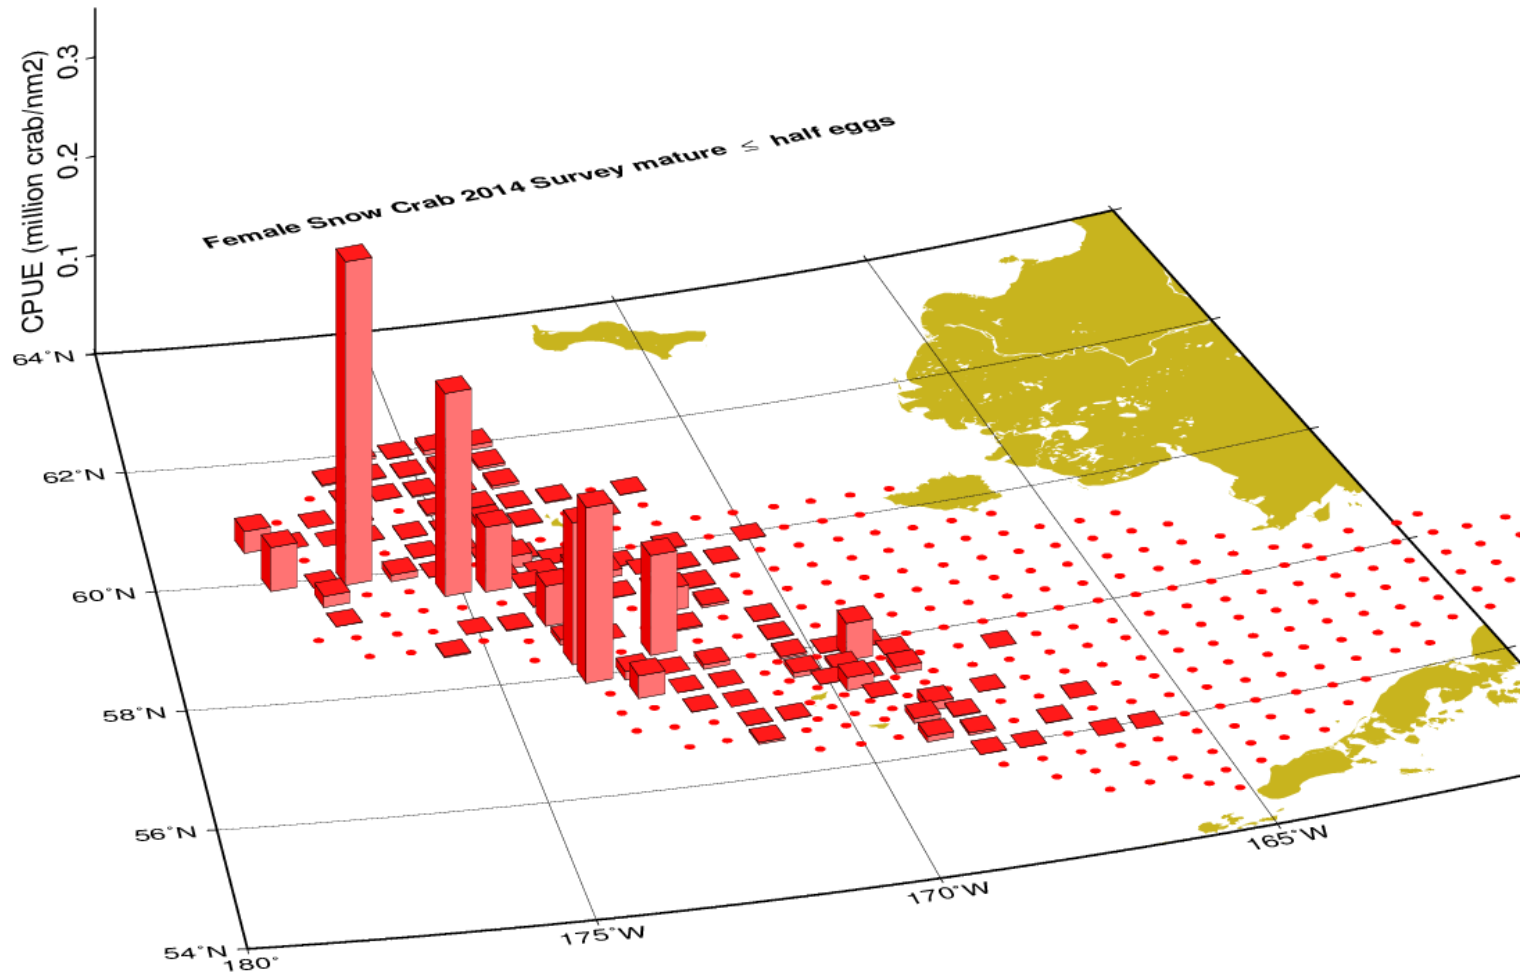 CPUE (million crab/nm2)
0.3
0.2
0.1
Female Snow Crab 2014 Survey mature ≤ half eggs
64°N
62°N
60°N
58°N
56°N
54°N
180°
175°W
170°W
165°W